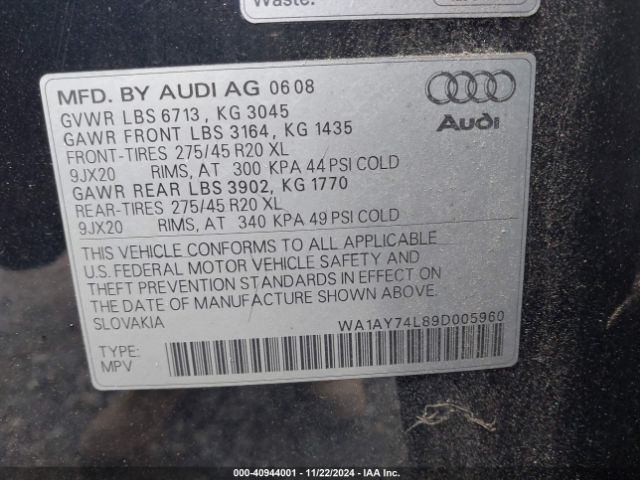 Waste:
MFD. BY AUDI AG 0608
GVWR LBS 6713, KG 3045
GAWR FRONT LBS 3164, KG 1435
FRONT-TIRES 275/45 R20 XL
9JX20 RIMS, AT 300 KPA 44 PSI COLD
GAWR REAR LBS 3902, KG 1770
REAR-TIRES 275/45 R20 XL
9JX20 RIMS, AT 340 KPA 49 PSI COLD
Audi
THIS VEHICLE CONFORMS TO ALL APPLICABLE
U.S. FEDERAL MOTOR VEHICLE SAFETY AND
THEFT PREVENTION STANDARDS IN EFFECT ON
THE DATE OF MANUFACTURE SHOWN ABOVE.
SLOVAKIA WA1AY74L89D005960
TYPE:
MPV
000-40944001 - 11/22/2024 - IAA Inc.